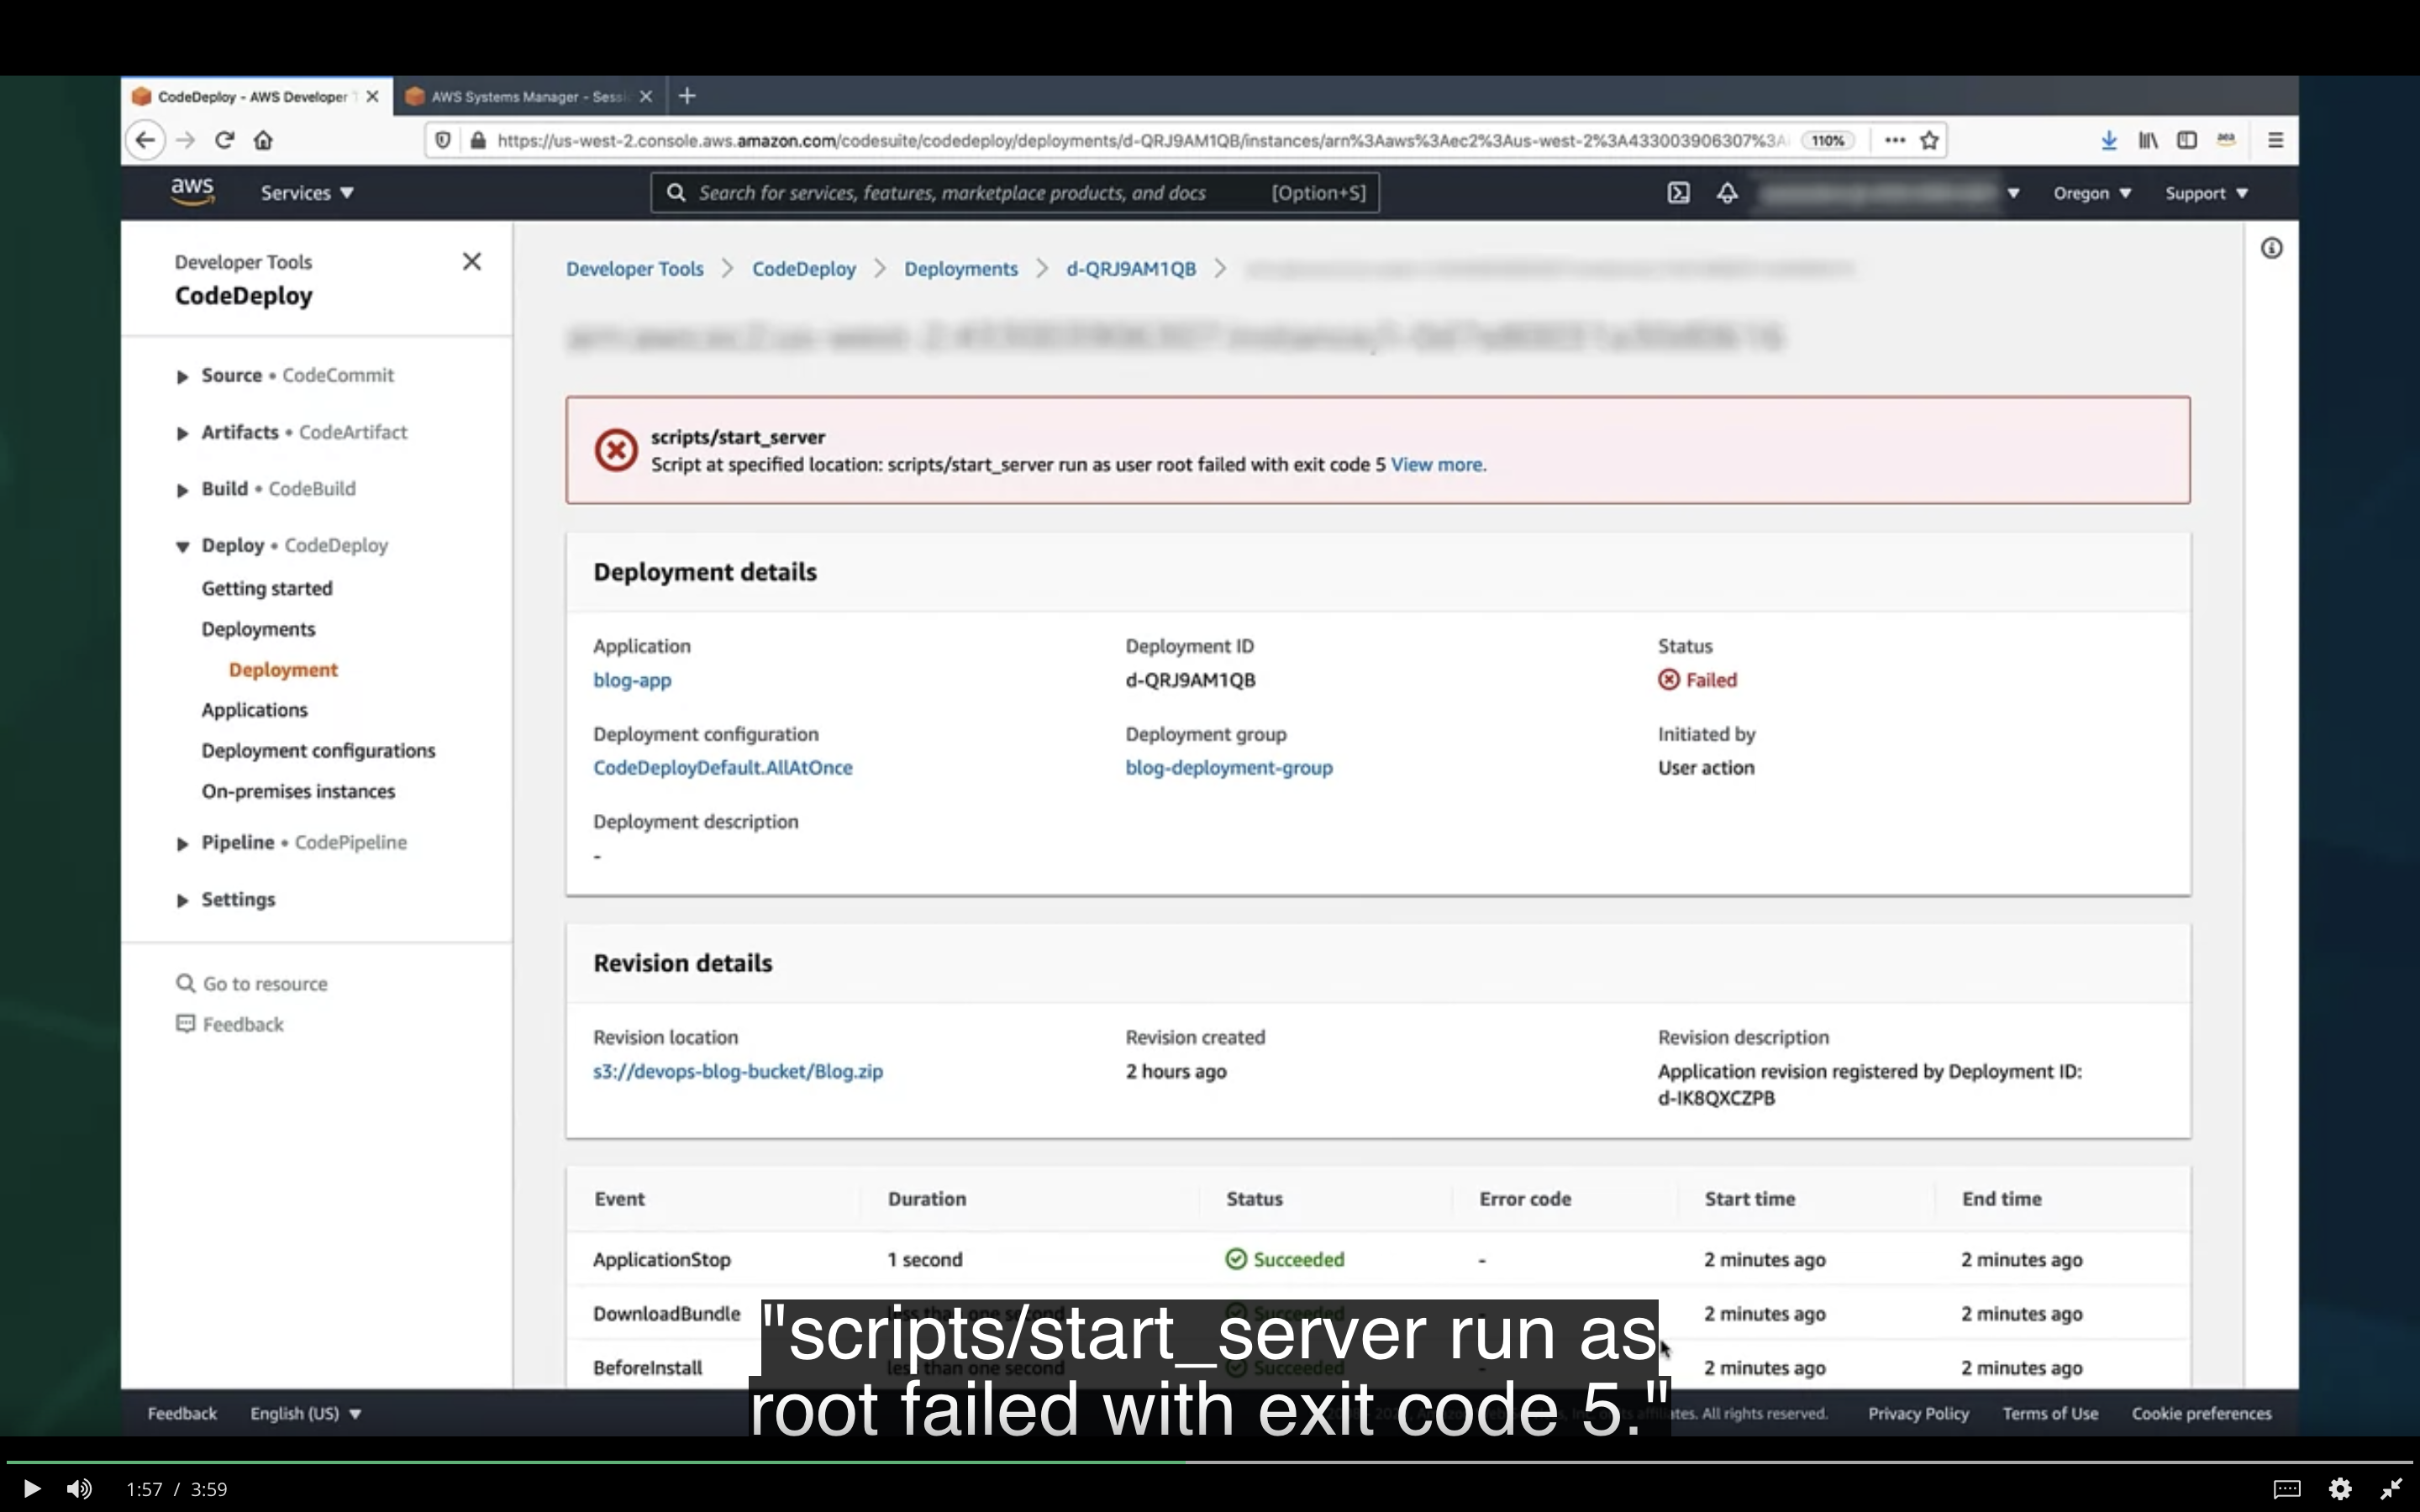 CodeDeploy - AWS Developer T
AWS Systems Manager - Sessi
https://us-west-2.console.aws.amazon.com/codesuite/codedeploy/deployments/d-QRJ9AM1QB/instances/arn%3Aaws%3Aec2%3Aus-west-2%3A433003906307%3A
110%
aws
Services
Search for services, features, marketplace products, and docs [Option+S]
Oregon
Support
Developer Tools
CodeDeploy
Source • CodeCommit
Artifacts • CodeArtifact
Build • CodeBuild
Deploy • CodeDeploy
Getting started
Deployments
Deployment
Applications
Deployment configurations
On-premises instances
Pipeline • CodePipeline
Settings
Go to resource
Feedback
Developer Tools > CodeDeploy > Deployments > d-QRJ9AM1QB >
scripts/start_server
Script at specified location: scripts/start_server run as user root failed with exit code 5 View more.
Deployment details
Application Deployment ID Status
blog-app d-QRJ9AM1QB Failed
Deployment configuration Deployment group Initiated by
CodeDeployDefault.AllAtOnce blog-deployment-group User action
Deployment description
-
Revision details
Revision location Revision created Revision description
s3://devops-blog-bucket/Blog.zip 2 hours ago Application revision registered by Deployment ID:
d-IK8QXCZPB
Event Duration Status Error code Start time End time
ApplicationStop 1 second Succeeded - 2 minutes ago 2 minutes ago
DownloadBundle less than one second Succeeded 2 minutes ago 2 minutes ago
BeforeInstall less than one second Succeeded 2 minutes ago 2 minutes ago
"scripts/start_server run as
root failed with exit code 5."
Feedback English (US) All rights reserved. Privacy Policy Terms of Use Cookie preferences
1:57 / 3:59